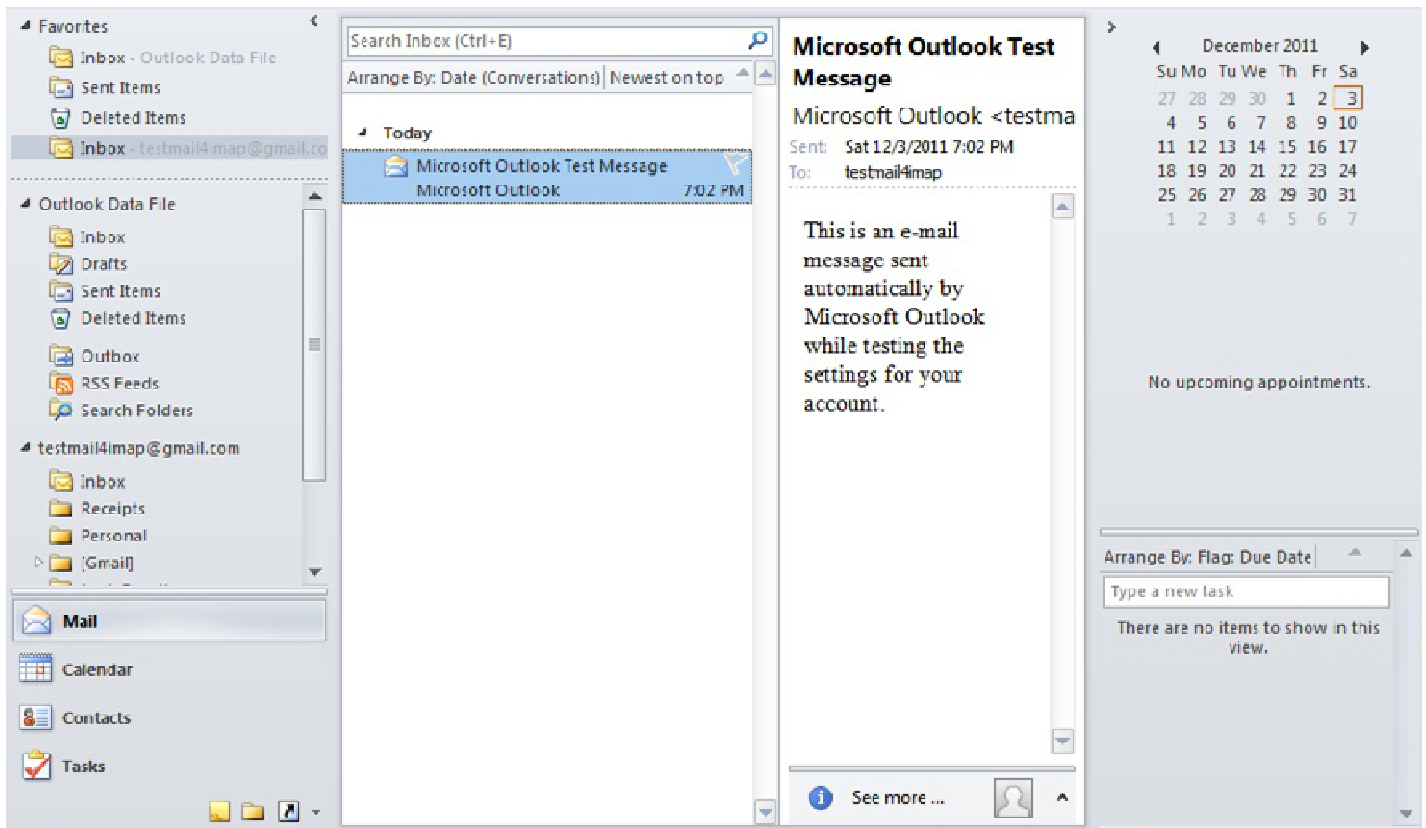 Favorites
Inbox - Outlook Data File
Sent Items
Deleted Items
Inbox - testmail4imap@gmail.co
Outlook Data File
Inbox
Drafts
Sent Items
Deleted Items
Outbox
RSS Feeds
Search Folders
testmail4imap@gmail.com
Inbox
Receipts
Personal
[Gmail]
Mail
Calendar
Contacts
Tasks
Search Inbox (Ctrl+E)
Arrange By: Date (Conversations) Newest on top
Today
Microsoft Outlook Test Message
Microsoft Outlook 7:02 PM
Microsoft Outlook Test
Message
Microsoft Outlook <testma
Sent: Sat 12/3/2011 7:02 PM
To: testmail4imap
This is an e-mail
message sent
automatically by
Microsoft Outlook
while testing the
settings for your
account.
See more ...
December 2011
Su Mo Tu We Th Fr Sa
27 28 29 30 1 2 3
4 5 6 7 8 9 10
11 12 13 14 15 16 17
18 19 20 21 22 23 24
25 26 27 28 29 30 31
1 2 3 4 5 6 7
No upcoming appointments.
Arrange By: Flag: Due Date
Type a new task
There are no items to show in this
view.